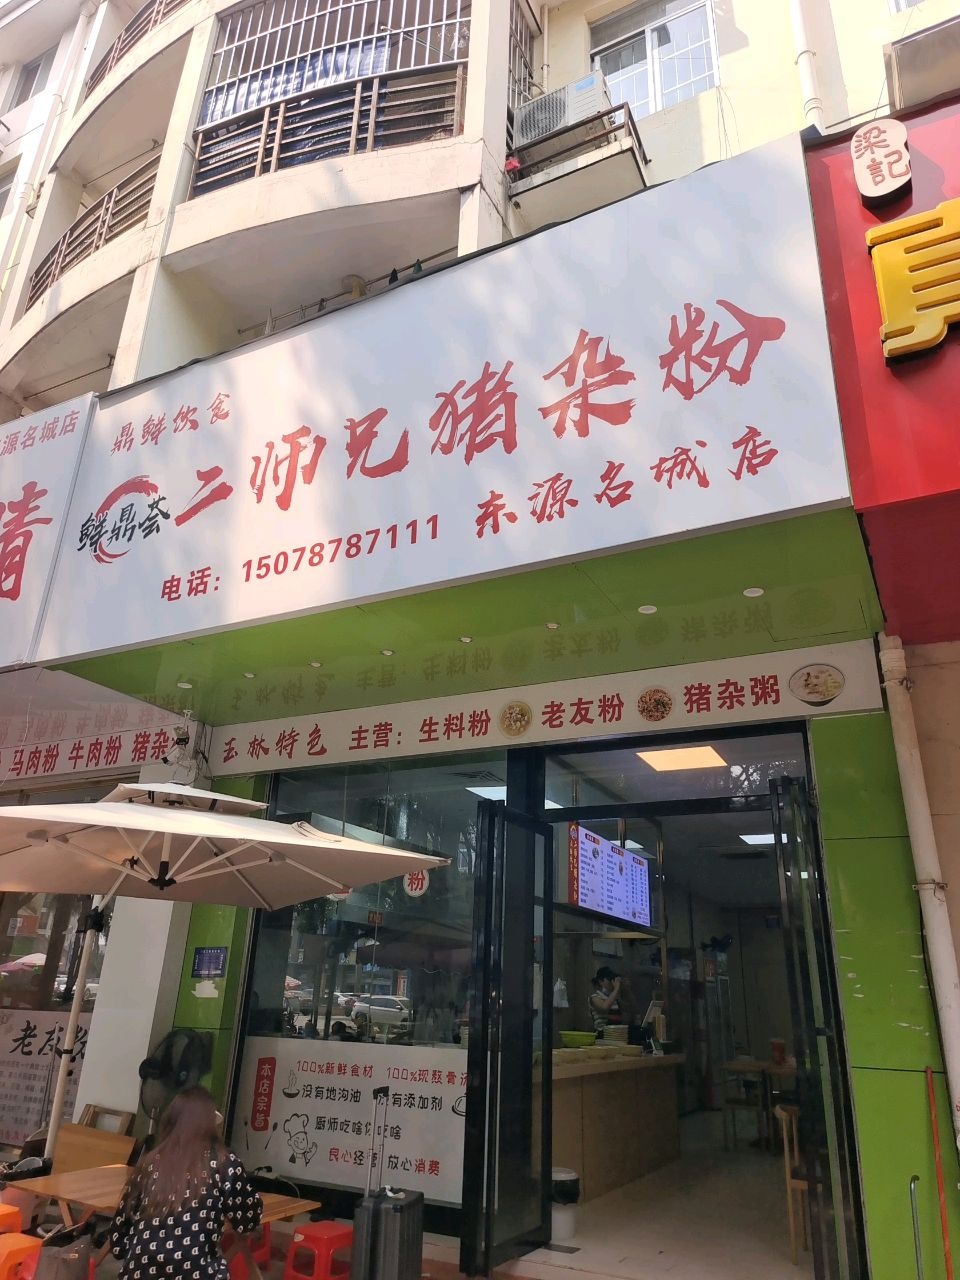 梁記
源名城店
鼎鲜饮食
鲜鼎荟
二师兄猪杂粉
电话：15078787111
东源名城店
玉林特色 主营：生料粉 老友粉 猪杂粥
马肉粉 牛肉粉 猪杂
粉
本店宗旨
100%新鲜食材 100%现熬骨汤
没有地沟油 没有添加剂
厨师吃啥你吃啥
良心经营 放心消费
老友